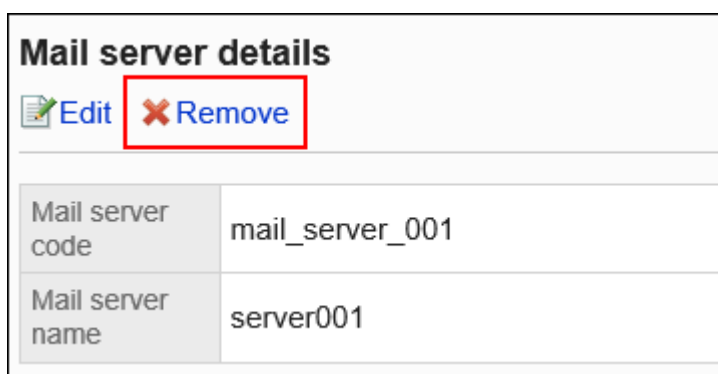 Mail server details
Edit Remove
Mail server
code
mail_server_001
Mail server
name
server001